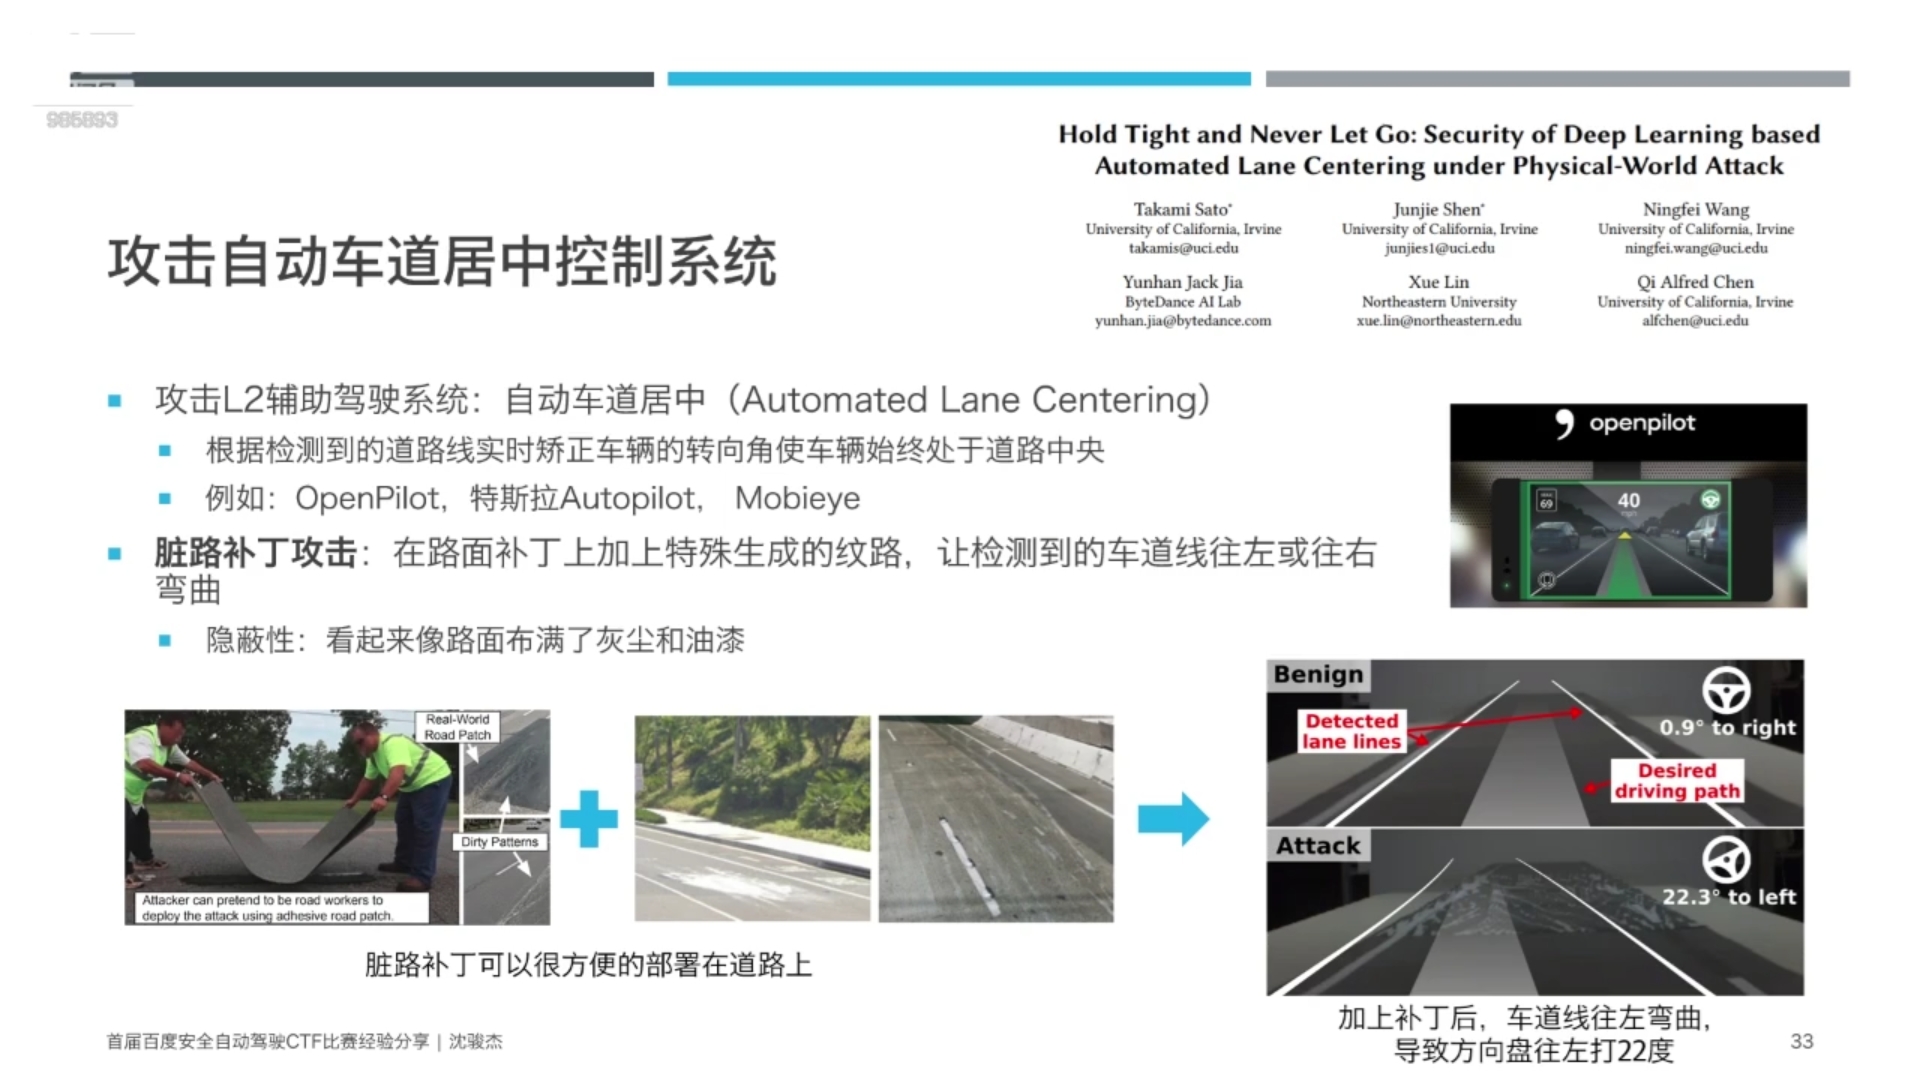 985893
Hold Tight and Never Let Go: Security of Deep Learning based
Automated Lane Centering under Physical-World Attack
Takami Sato*
University of California, Irvine
takamis@uci.edu
Junjie Shen*
University of California, Irvine
junjies1@uci.edu
Ningfei Wang
University of California, Irvine
ningfei.wang@uci.edu
Yunhan Jack Jia
ByteDance AI Lab
yunhan.jia@bytedance.com
Xue Lin
Northeastern University
xue.lin@northeastern.edu
Qi Alfred Chen
University of California, Irvine
alfchen@uci.edu
攻击自动车道居中控制系统
攻击L2辅助驾驶系统：自动车道居中（Automated Lane Centering）
根据检测到的道路线实时矫正车辆的转向角使车辆始终处于道路中央
例如：OpenPilot，特斯拉Autopilot， Mobieye
脏路补丁攻击：在路面补丁上加上特殊生成的纹路，让检测到的车道线往左或往右
弯曲
隐蔽性：看起来像路面布满了灰尘和油漆
openpilot
40
69
Real-World
Road Patch
Dirty Patterns
Attacker can pretend to be road workers to
deploy the attack using adhesive road patch.
脏路补丁可以很方便的部署在道路上
Benign
Detected
lane lines
0.9° to right
Desired
driving path
Attack
22.3° to left
加上补丁后，车道线往左弯曲，
导致方向盘往左打22度
首届百度安全自动驾驶CTF比赛经验分享 | 沈骏杰
33